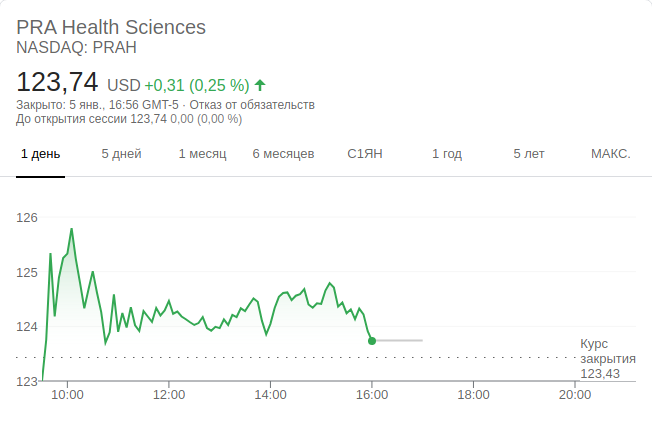 PRA Health Sciences
NASDAQ: PRAH
123,74 USD +0,31 (0,25 %)
Закрыто: 5 янв., 16:56 GMT-5 · Отказ от обязательств
До открытия сессии 123,74 0,00 (0,00 %)
1 день 5 дней 1 месяц 6 месяцев С1ЯН 1 год 5 лет МАКС.
126
125
124
123
Курс
закрытия
123,43
10:00 12:00 14:00 16:00 18:00 20:00